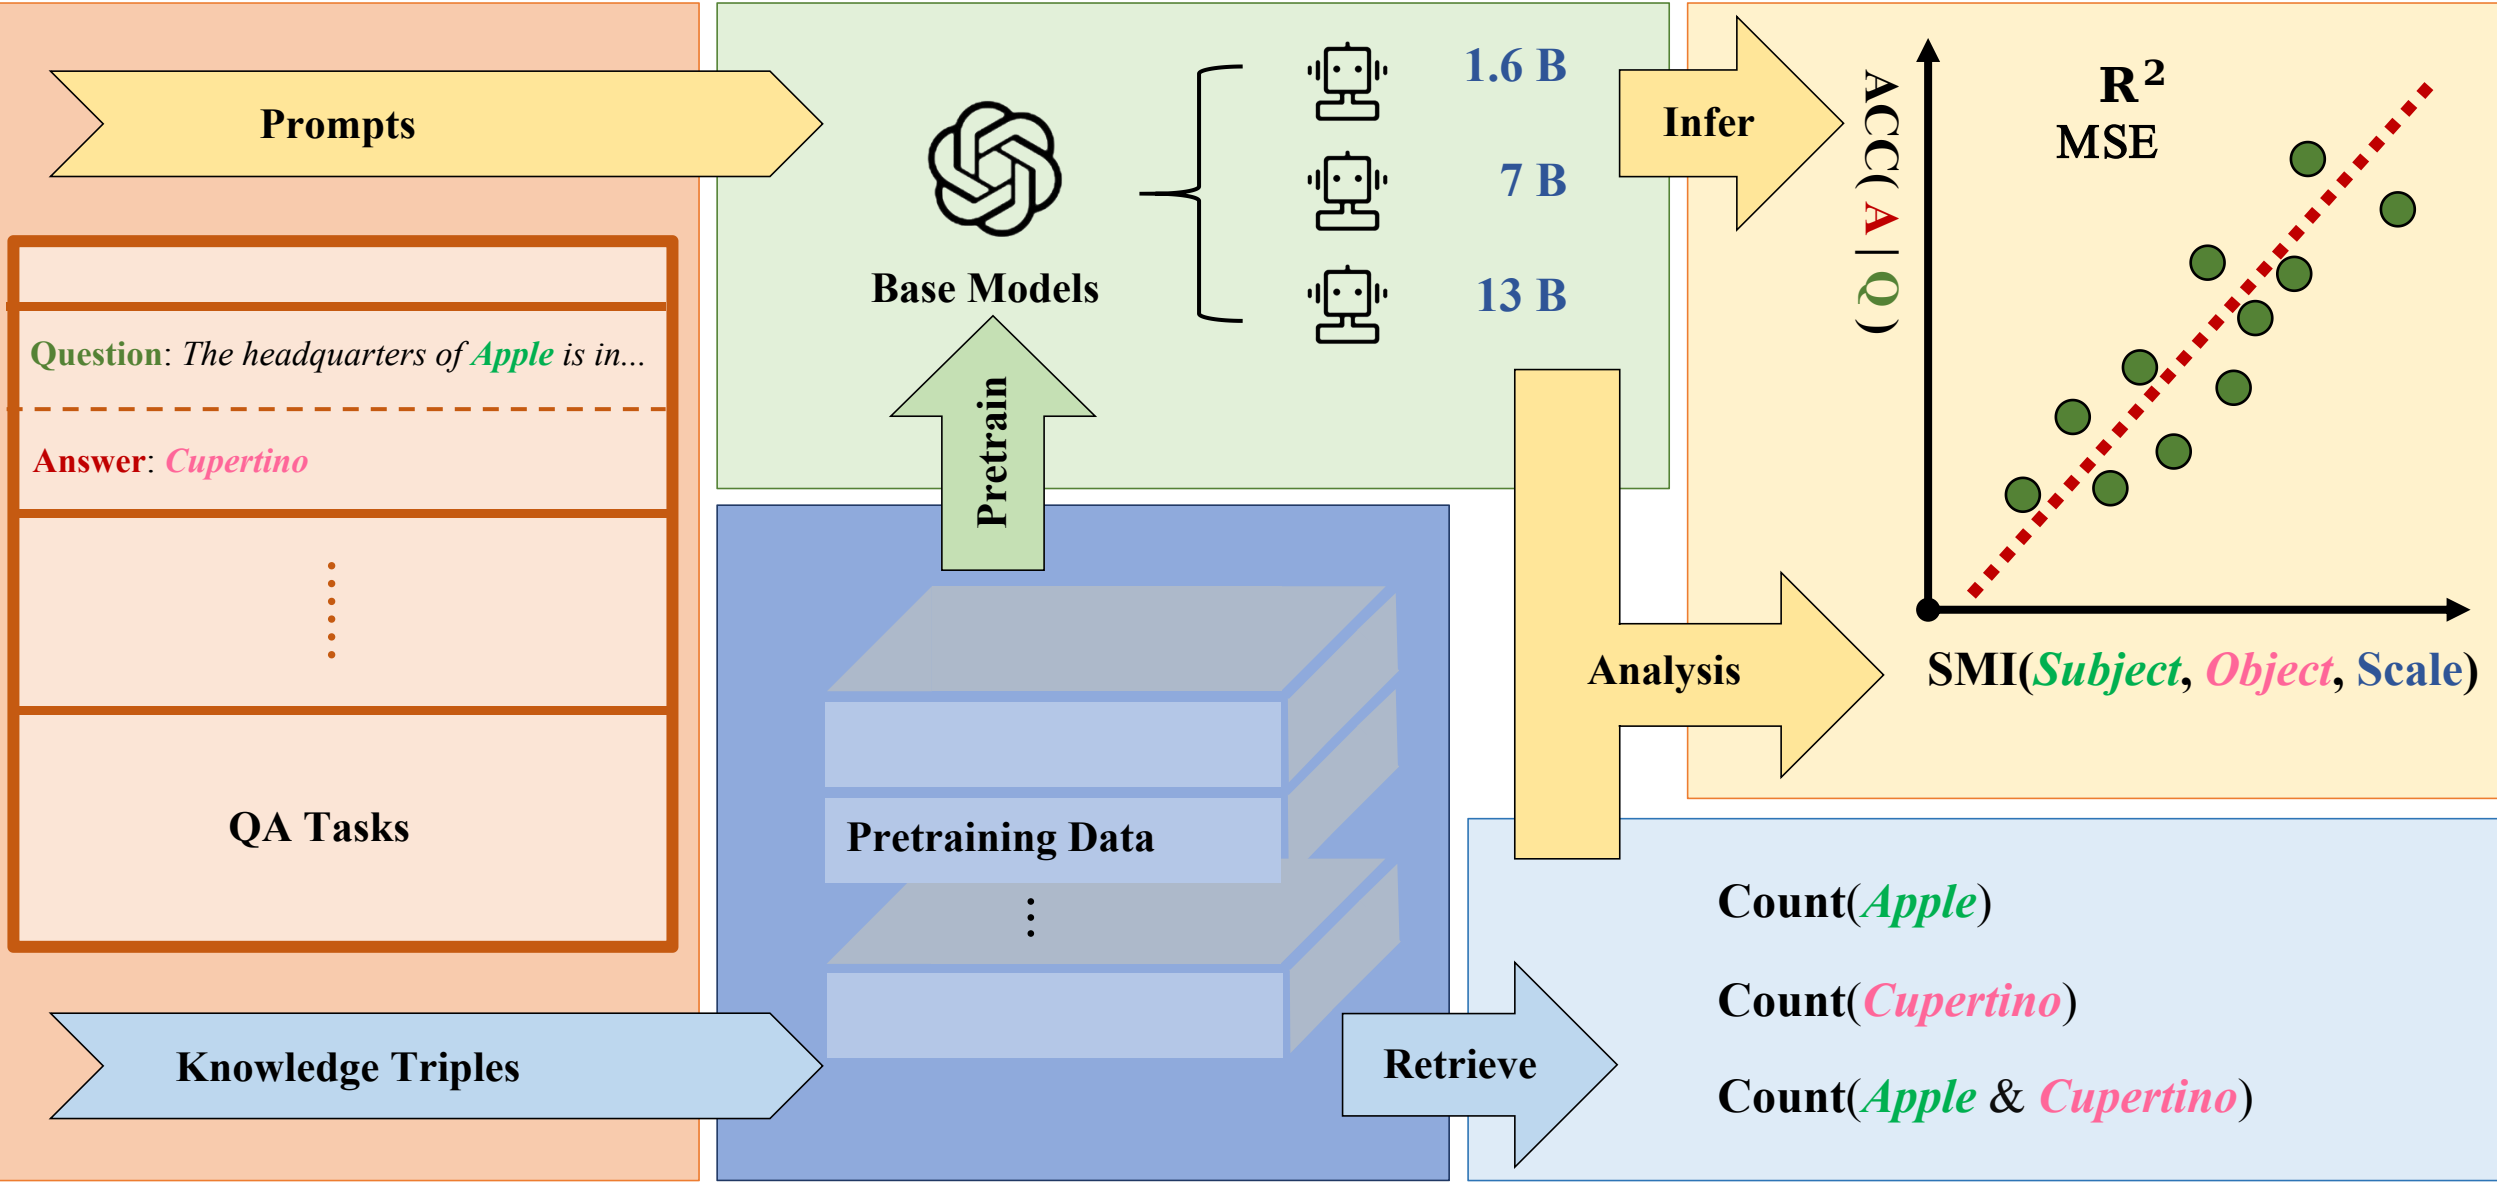 Prompts
Question: The headquarters of Apple is in...
Answer: Cupertino
QA Tasks
Knowledge Triples
Base Models
1.6 B
7 B
13 B
Pretrain
Pretraining Data
Infer
Analysis
Retrieve
R²
MSE
ACC(A|Q)
SMI(Subject, Object, Scale)
Count(Apple)
Count(Cupertino)
Count(Apple & Cupertino)